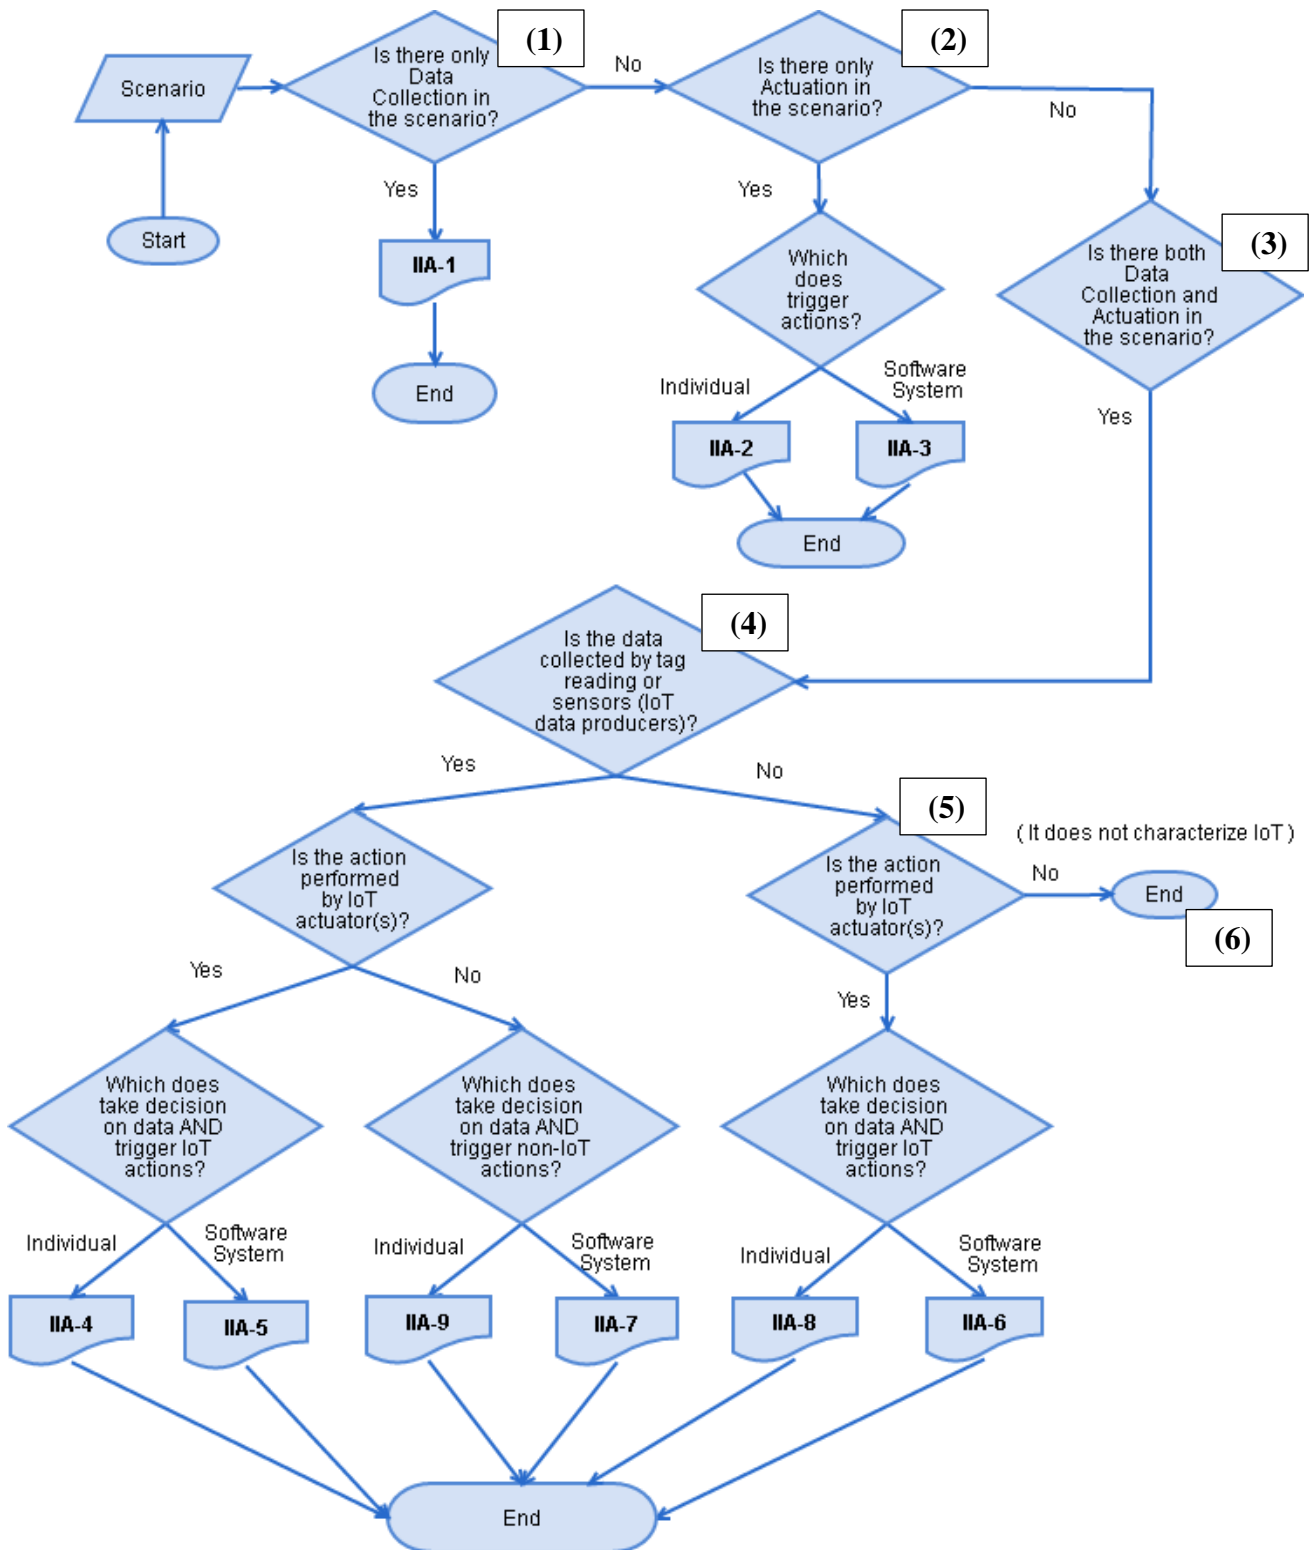 (1)
(2)
Is there only
Data
Collection in
the scenario?
No
Is there only
Actuation in
the scenario?
Scenario
No
Yes
Yes
Start
(3)
IIA-1
Which
does
trigger
actions?
Is there both
Data
Collection and
Actuation in
the scenario?
End
Individual
Software
System
Yes
IIA-2
IIA-3
End
(4)
Is the data
collected by tag
reading or
sensors (IoT
data producers)?
Yes
No
(5)
( It does not characterize IoT )
Is the action
performed
by IoT
actuator(s)?
Is the action
performed
by IoT
actuator(s)?
No
End
(6)
Yes
No
Yes
Which does
take decision
on data AND
trigger IoT
actions?
Which does
take decision
on data AND
trigger non-IoT
actions?
Which does
take decision
on data AND
trigger IoT
actions?
Individual
Software
System
Individual
Software
System
Individual
Software
System
IIA-4
IIA-5
IIA-9
IIA-7
IIA-8
IIA-6
End